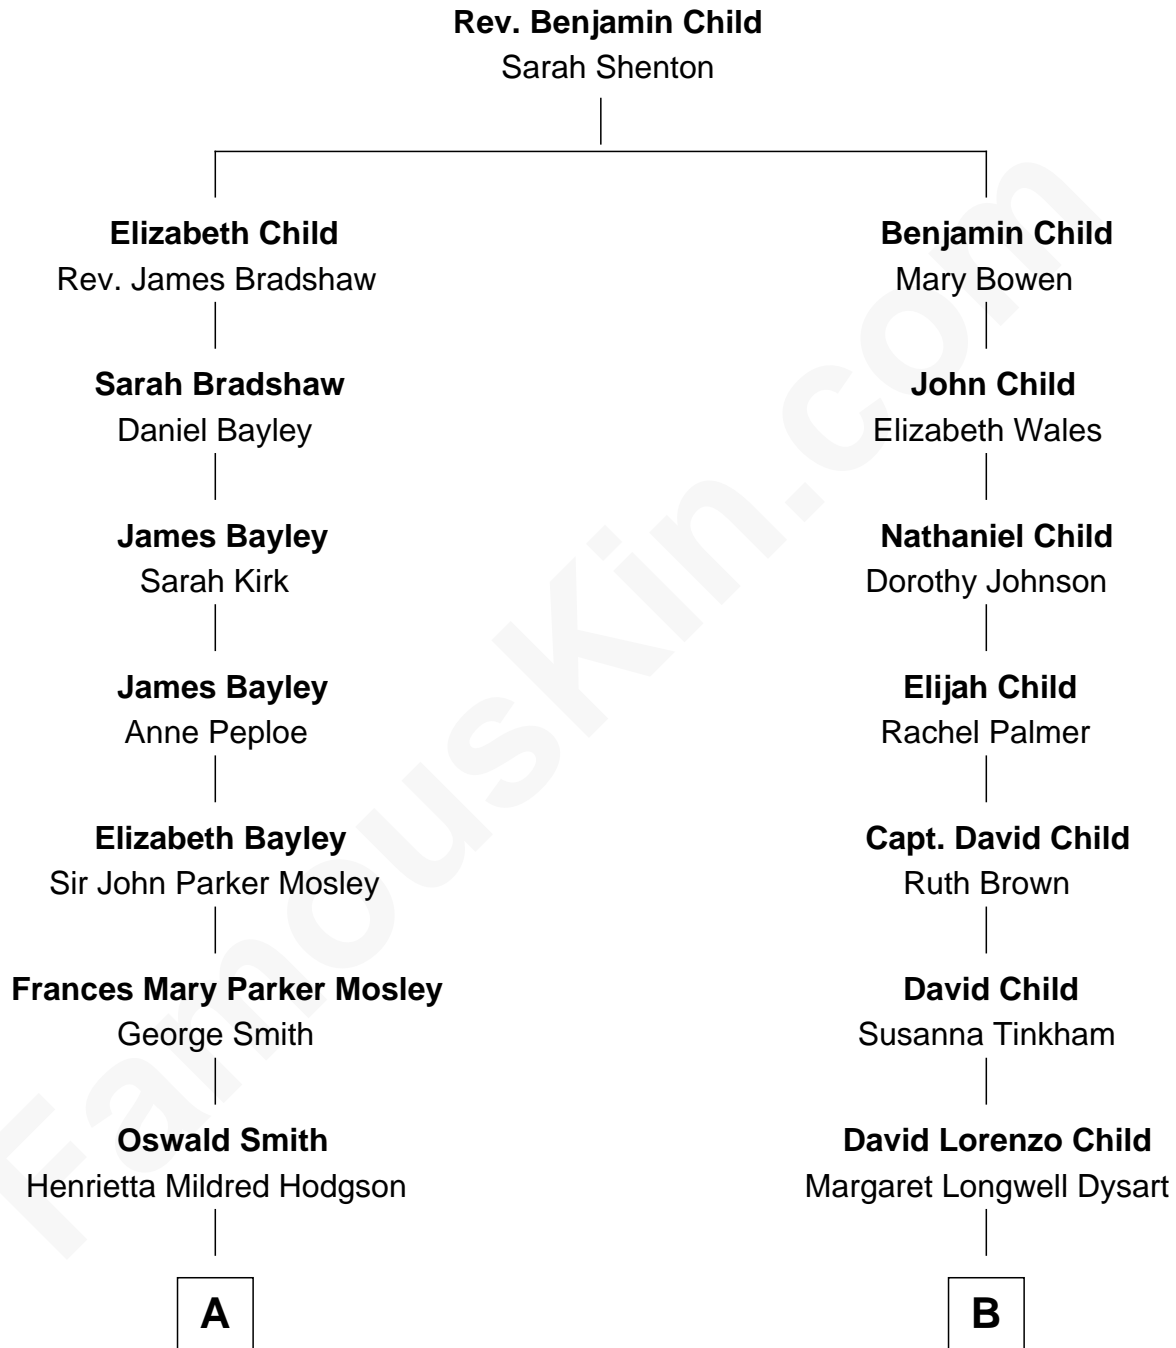 Rev. Benjamin Child
Sarah Shenton
Elizabeth Child
Rev. James Bradshaw
Benjamin Child
Mary Bowen
Sarah Bradshaw
Daniel Bayley
John Child
Elizabeth Wales
James Bayley
Sarah Kirk
Nathaniel Child
Dorothy Johnson
James Bayley
Anne Peploe
Elijah Child
Rachel Palmer
Elizabeth Bayley
Sir John Parker Mosley
Capt. David Child
Ruth Brown
Frances Mary Parker Mosley
George Smith
David Child
Susanna Tinkham
Oswald Smith
Henrietta Mildred Hodgson
David Lorenzo Child
Margaret Longwell Dysart
A
B
FamousKin.com